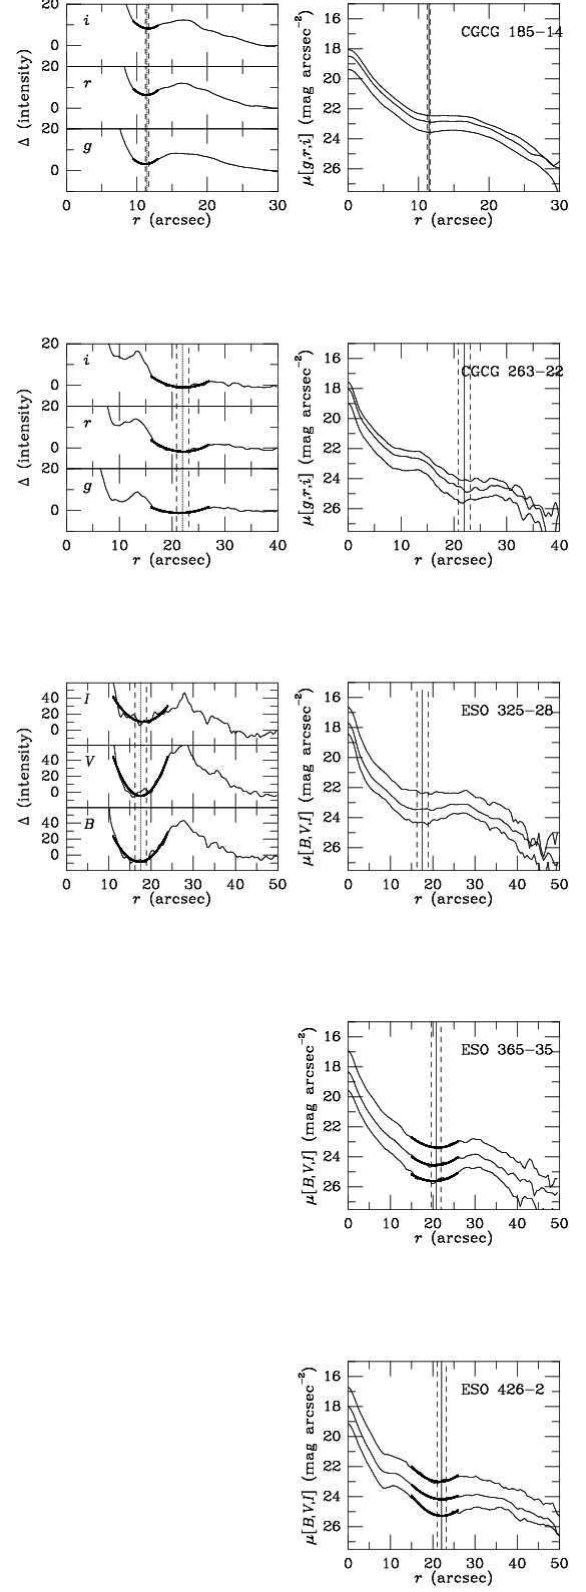 20
i
0
20
r
0
20
g
0
Δ (intensity)
0 10 20 30
r (arcsec)
16
18
20
22
24
26
μ[g,r,i] (mag arcsec−2)
CGCG 185−14
0 10 20 30
r (arcsec)
20
i
0
20
r
0
20
g
0
Δ (intensity)
0 10 20 30 40
r (arcsec)
16
18
20
22
24
26
μ[g,r,i] (mag arcsec−2)
CGCG 263−22
0 10 20 30 40
r (arcsec)
I
40
20
0
V
40
20
0
B
40
20
0
Δ (intensity)
0 10 20 30 40 50
r (arcsec)
16
18
20
22
24
26
μ[B,V,I] (mag arcsec−2)
ESO 325−28
0 10 20 30 40 50
r (arcsec)
16
18
20
22
24
26
μ[B,V,I] (mag arcsec−2)
ESO 365−35
0 10 20 30 40 50
r (arcsec)
16
18
20
22
24
26
μ[B,V,I] (mag arcsec−2)
ESO 426−2
0 10 20 30 40 50
r (arcsec)